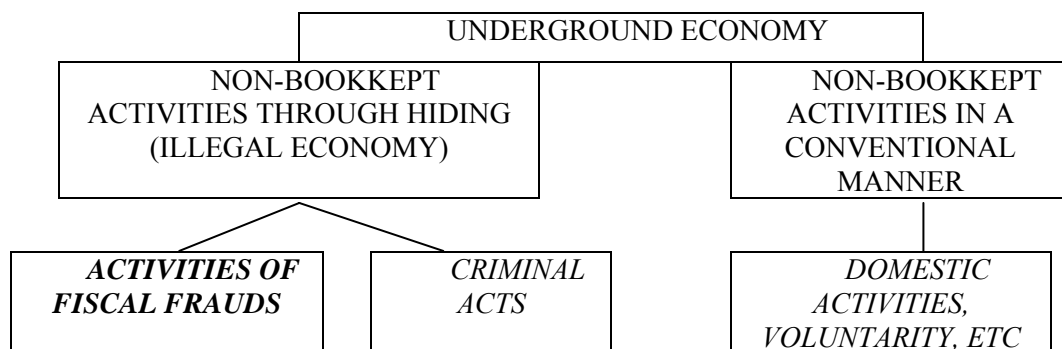 UNDERGROUND ECONOMY
NON-BOOKKEPT
ACTIVITIES THROUGH HIDING
(ILLEGAL ECONOMY)
NON-BOOKKEPT
ACTIVITIES IN A
CONVENTIONAL
MANNER
ACTIVITIES OF
FISCAL FRAUDS
CRIMINAL
ACTS
DOMESTIC
ACTIVITIES,
VOLUNTARITY, ETC